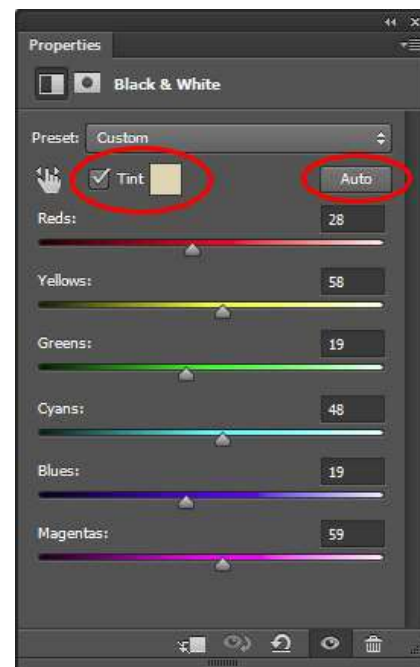 Properties
Black & White
Preset: Custom
Tint Auto
Reds: 28
Yellows: 58
Greens: 19
Cyans: 48
Blues: 19
Magentas: 59